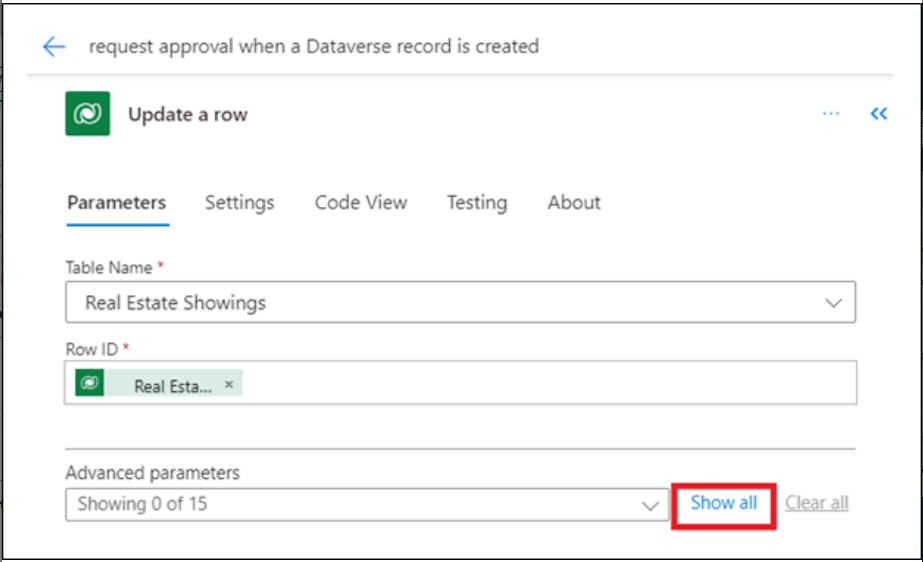 request approval when a Dataverse record is created
Update a row
Parameters Settings Code View Testing About
Table Name *
Real Estate Showings
Row ID *
Real Esta... ×
Advanced parameters
Showing 0 of 15 Show all Clear all